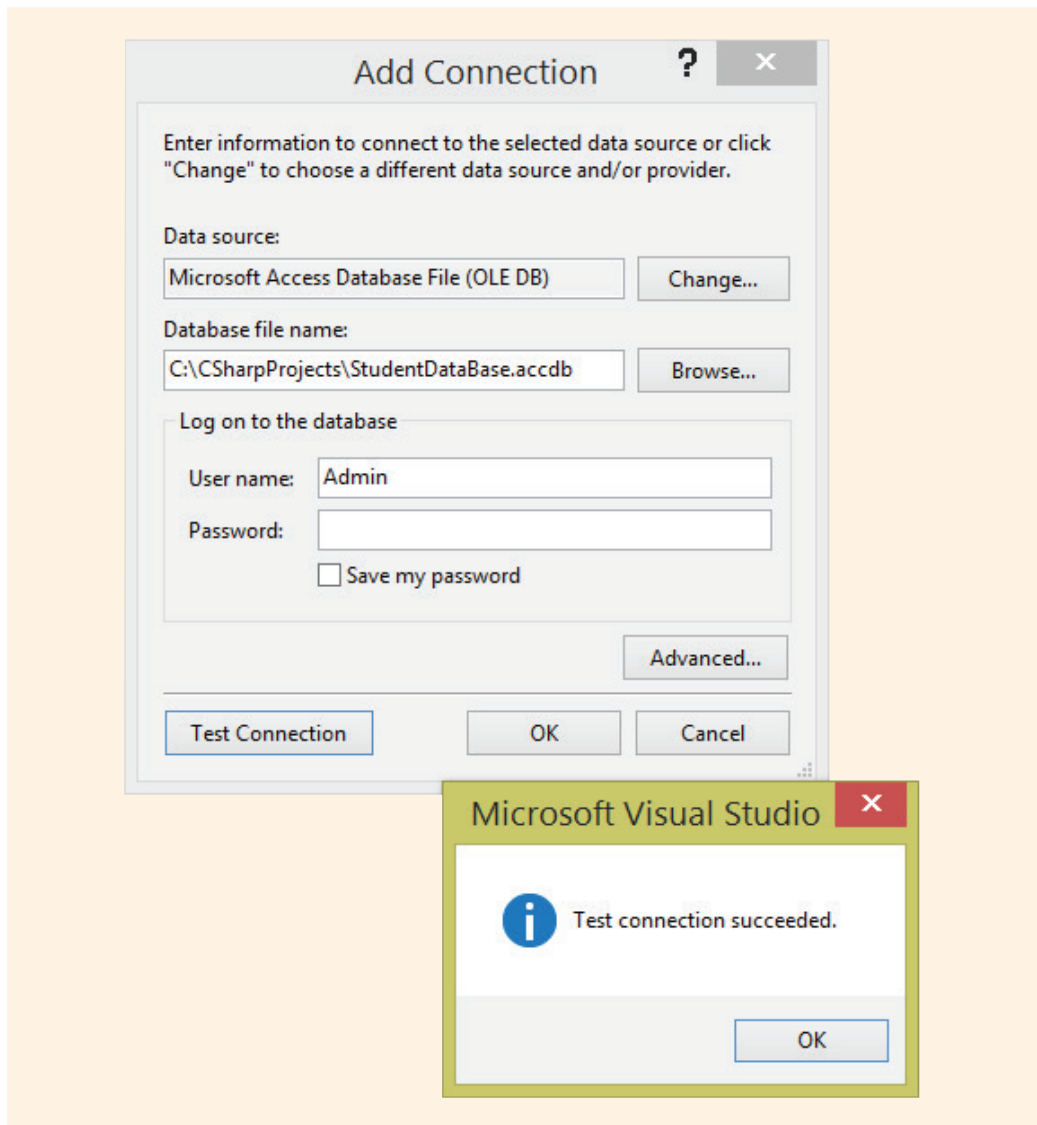 Add Connection
?
x
Enter information to connect to the selected data source or click
"Change" to choose a different data source and/or provider.
Data source:
Microsoft Access Database File (OLE DB)
Change...
Database file name:
C:\CSharpProjects\StudentDataBase.accdb
Browse...
Log on to the database
User name:
Admin
Password:
Save my password
Advanced...
Test Connection
OK
Cancel
Microsoft Visual Studio
x
i
Test connection succeeded.
OK